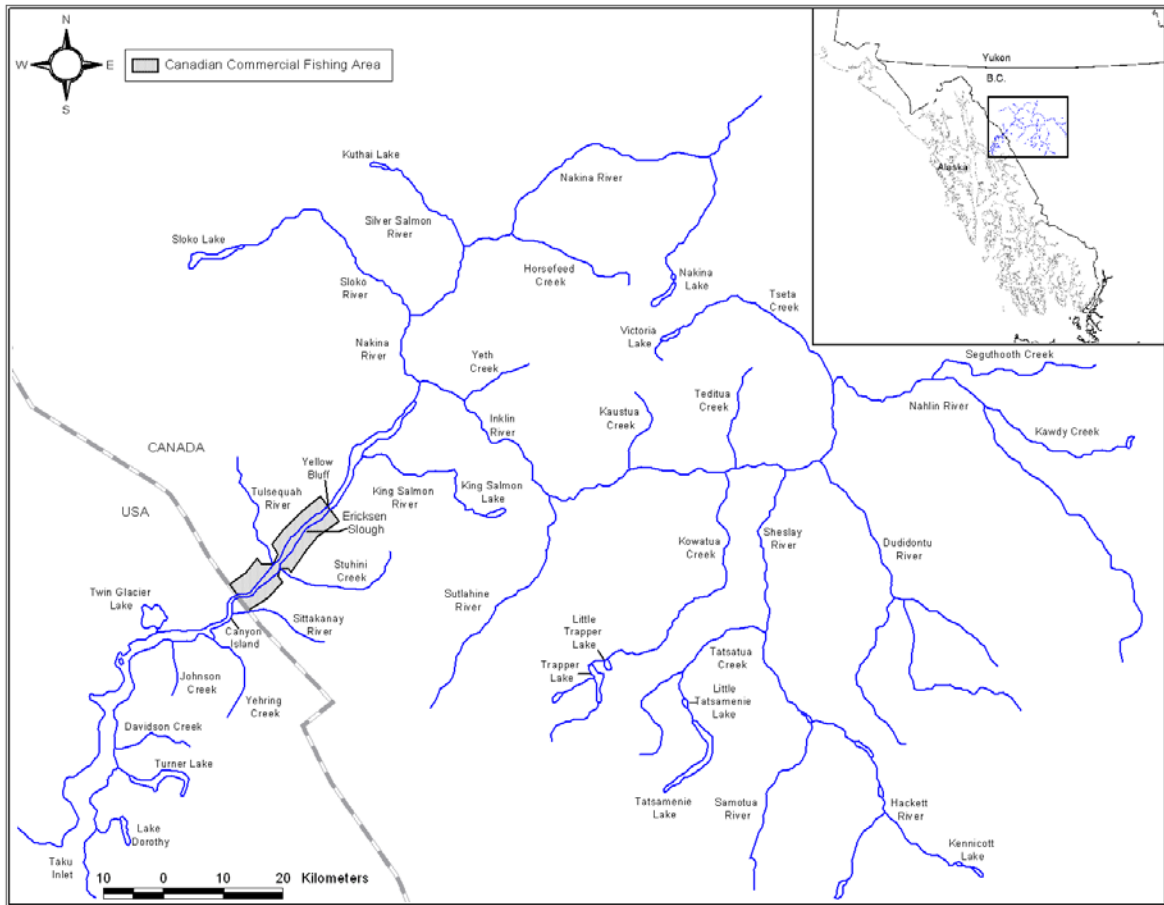 N
W
E
S
Canadian Commercial Fishing Area
Yukon
B.C.
Alaska
Kuthai Lake
Nakina River
Silver Salmon
River
Sloko Lake
Horsefeed
Creek
Sloko
River
Nakina
Lake
Tseta
Creek
Victoria
Lake
Nakina
River
Yeth
Creek
Seguthooth Creek
Teditua
Creek
Nahlin River
Kaustua
Creek
Inklin
River
Kawdy Creek
CANADA
Yellow
Bluff
Tulsequah
River
King Salmon
River
King Salmon
Lake
USA
Ericksen
Slough
Kowatua
Creek
Sheslay
River
Dudidontu
River
Stuhini
Creek
Twin Glacier
Lake
Sutlahine
River
Sittakanay
River
Canyon
Island
Little
Trapper
Lake
Tatsatua
Creek
Trapper
Lake
Johnson
Creek
Yehring
Creek
Little
Tatsamenie
Lake
Davidson Creek
Turner Lake
Tatsamenie
Lake
Samotua
River
Hackett
River
Lake
Dorothy
Kennicott
Lake
Taku
Inlet
10 0 10 20 Kilometers